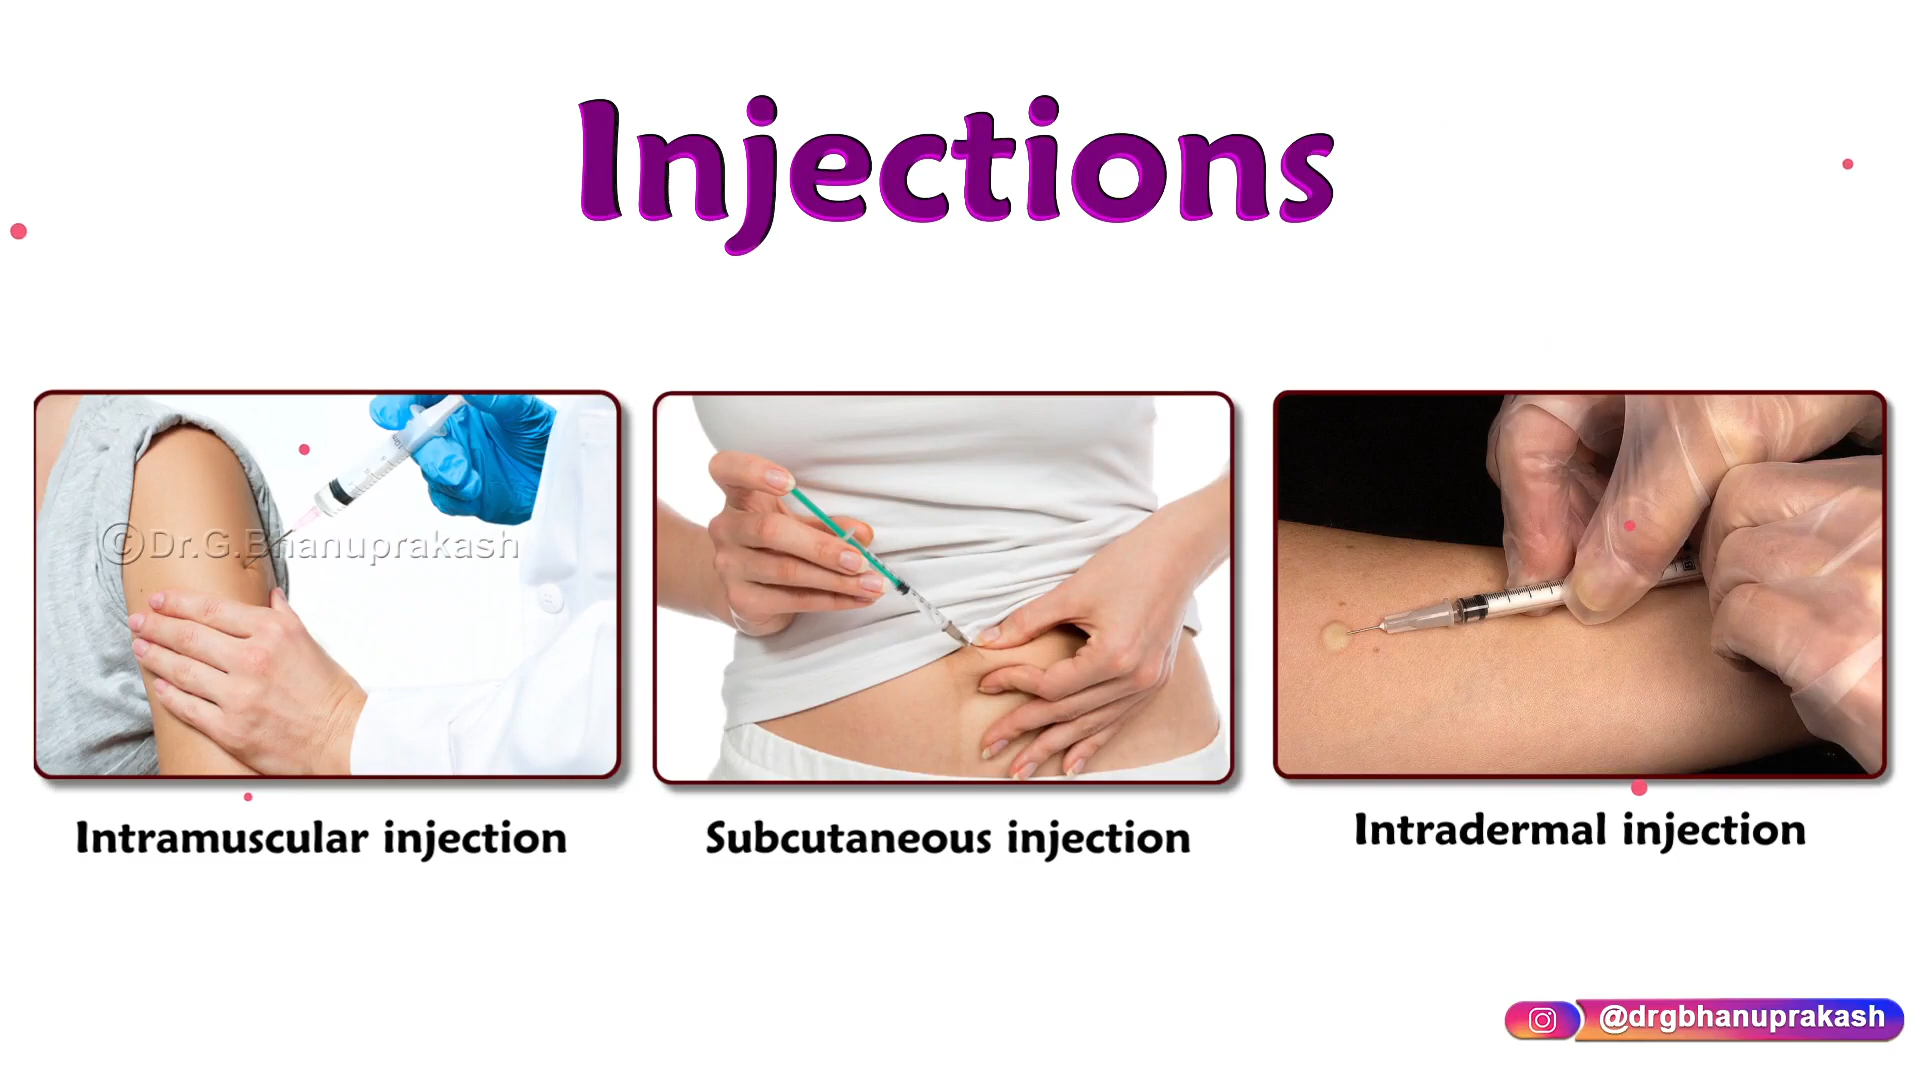 Injections
©Dr.G.Bhanuprakash
Intramuscular injection
Subcutaneous injection
Intradermal injection
@drgbhanuprakash